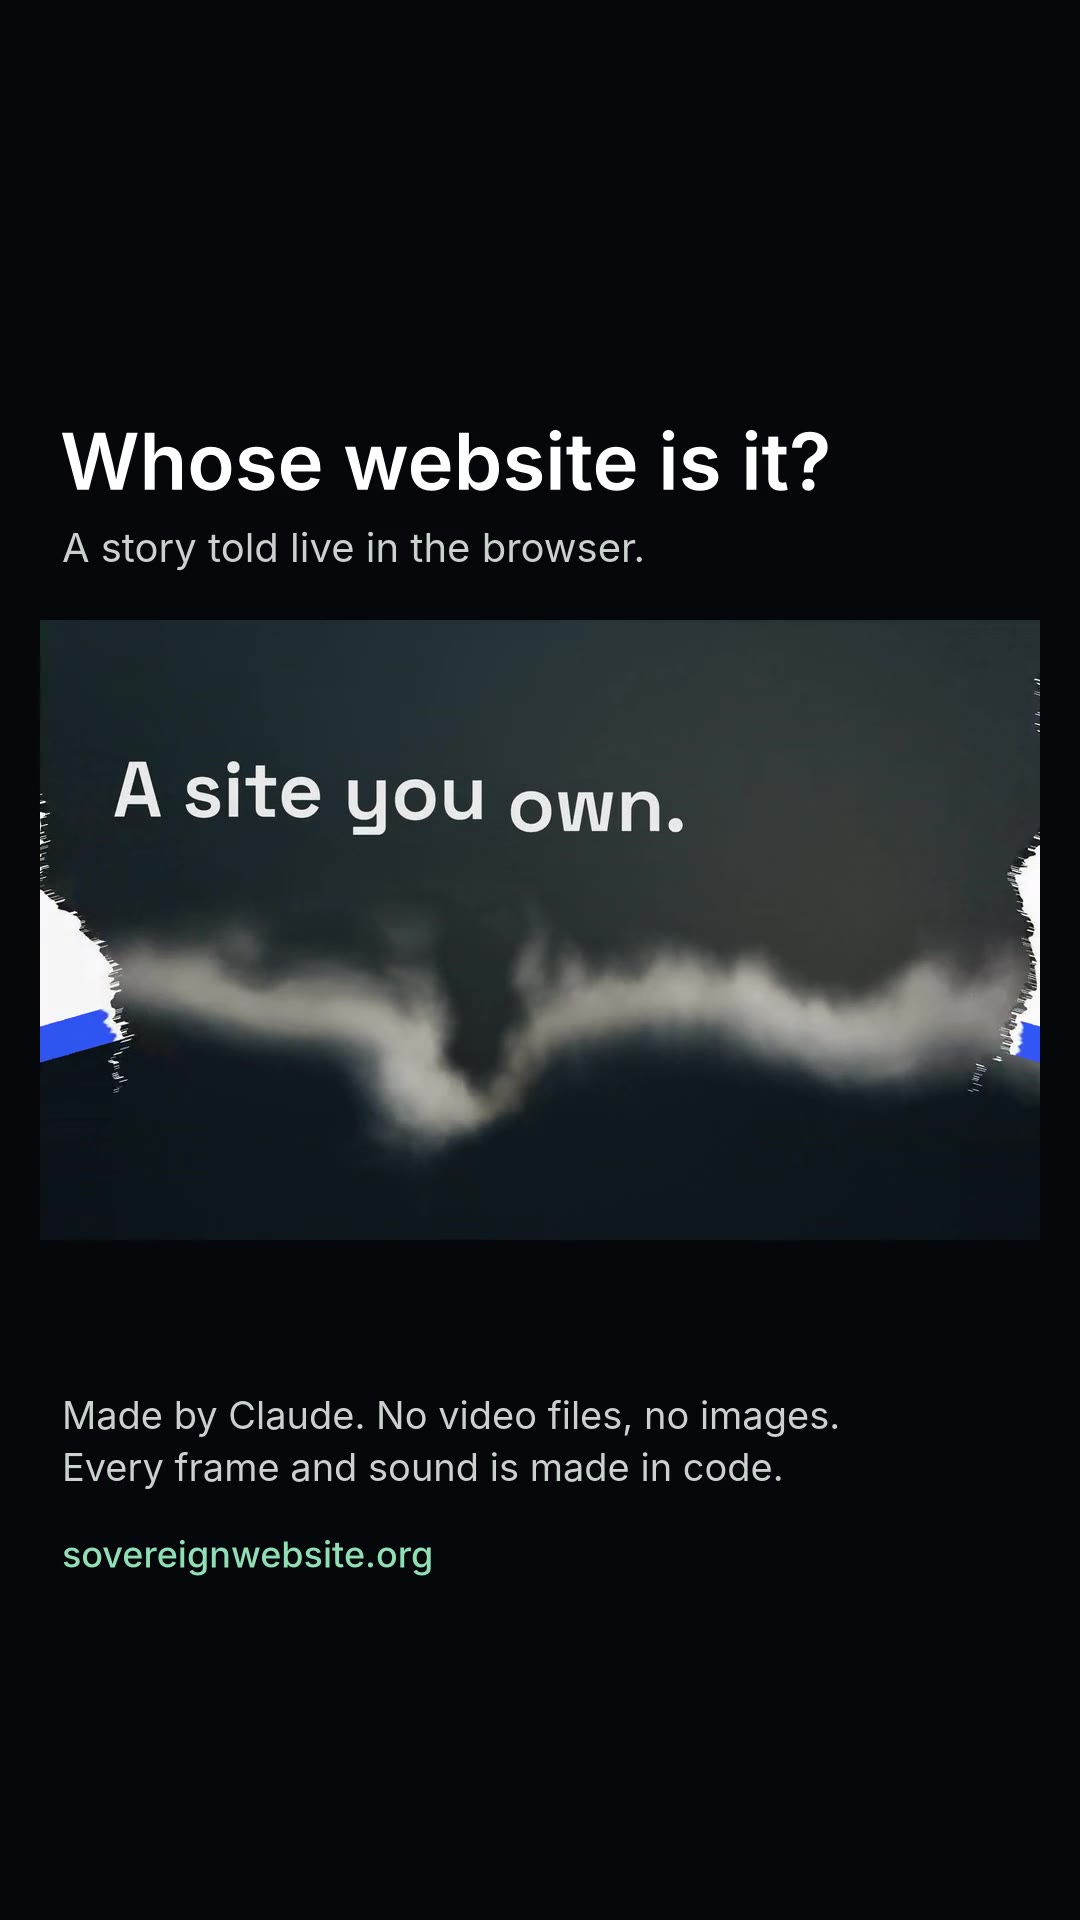 Whose website is it?
A story told live in the browser.
A site you own.
Made by Claude. No video files, no images.
Every frame and sound is made in code.
sovereignwebsite.org